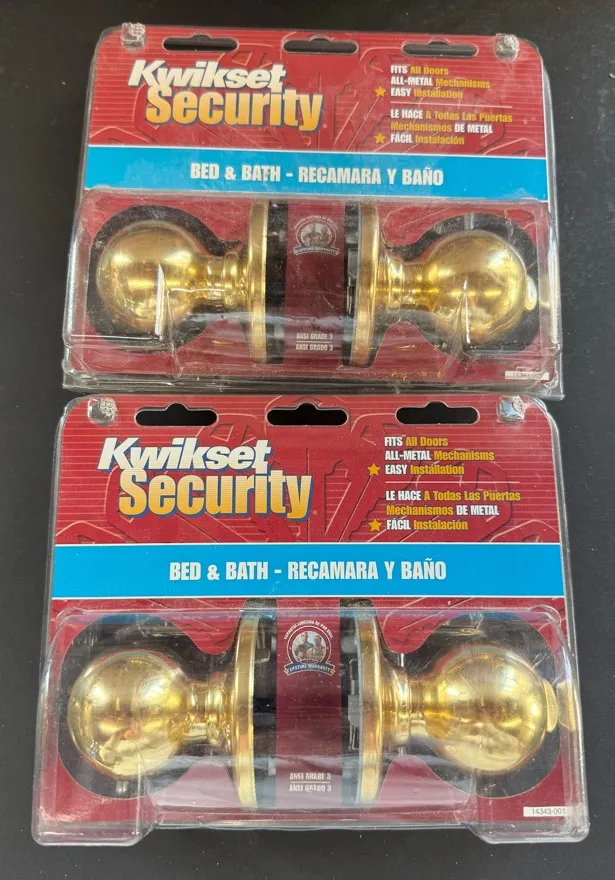 Kwikset
Security
FITS All Doors
ALL-METAL Mechanisms
EASY Installation
LE HACE A Todas Las Puertas
Mechanismos DE METAL
FÁCIL Instalación
BED & BATH - RECAMARA Y BAÑO
ANSI GRADE 3
ANSI GRADO 3
Kwikset
Security
FITS All Doors
ALL-METAL Mechanisms
EASY Installation
LE HACE A Todas Las Puertas
Mechanismos DE METAL
FÁCIL Instalación
BED & BATH - RECAMARA Y BAÑO
LIFETIME WARRANTY
ANSI GRADE 3
ANSI GRADO 3
14343-001